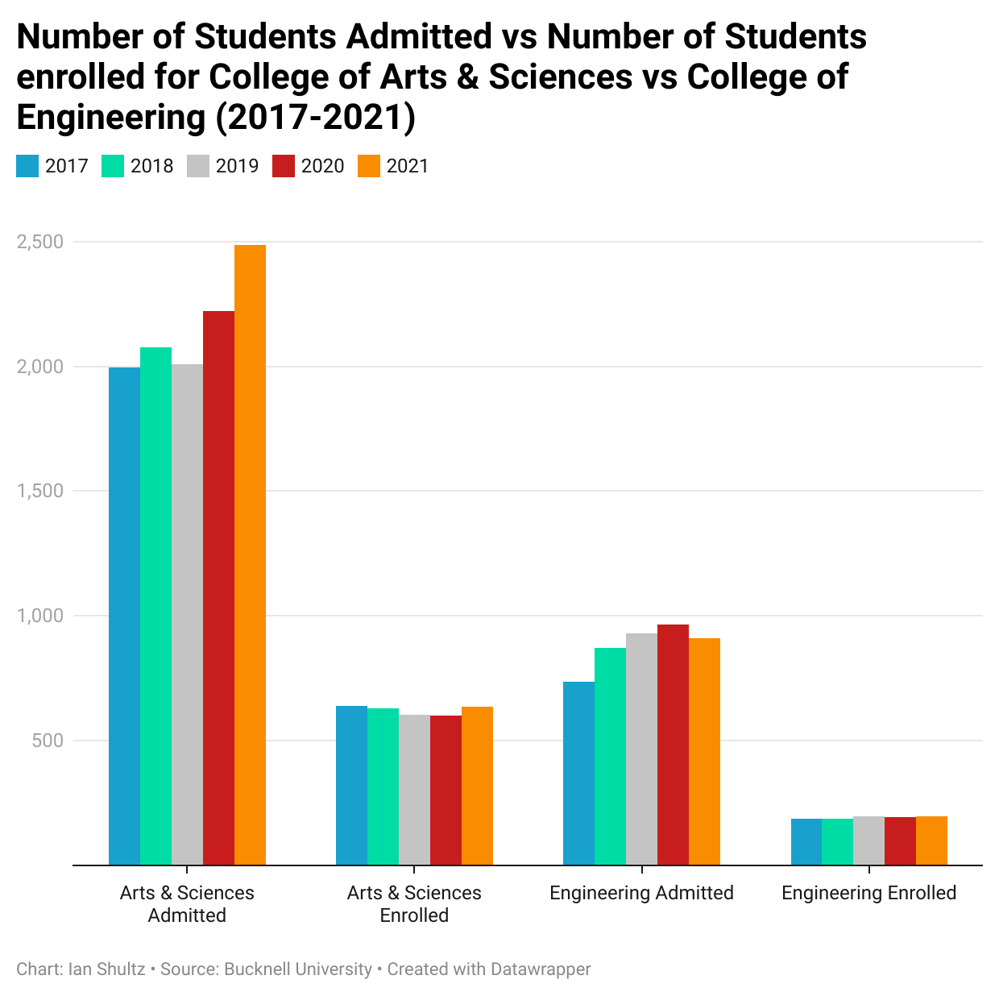 Number of Students Admitted vs Number of Students
enrolled for College of Arts & Sciences vs College of
Engineering (2017-2021)
2017 2018 2019 2020 2021
2,500
2,000
1,500
1,000
500
Arts & Sciences Admitted
Arts & Sciences Enrolled
Engineering Admitted
Engineering Enrolled
Chart: Ian Shultz • Source: Bucknell University • Created with Datawrapper